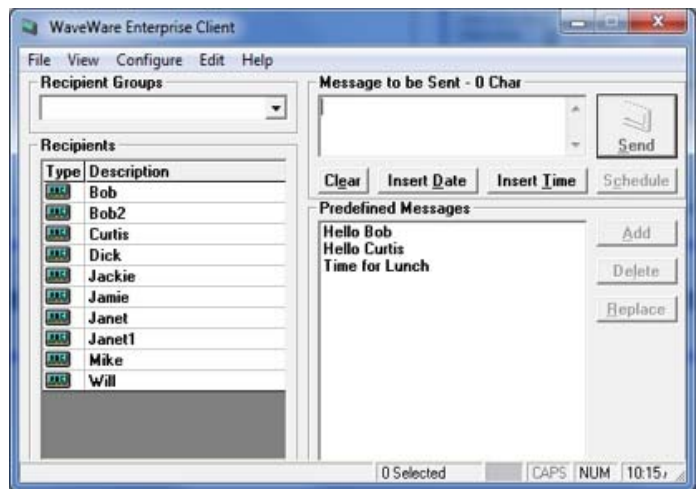 WaveWare Enterprise Client
File View Configure Edit Help
Recipient Groups
Recipients
Type Description
Bob
Bob2
Curtis
Dick
Jackie
Jamie
Janet
Janet1
Mike
Will
Message to be Sent - 0 Char
Send
Clear Insert Date Insert Time Schedule
Predefined Messages
Hello Bob
Hello Curtis
Time for Lunch
Add
Delete
Replace
0 Selected CAPS NUM 10:15